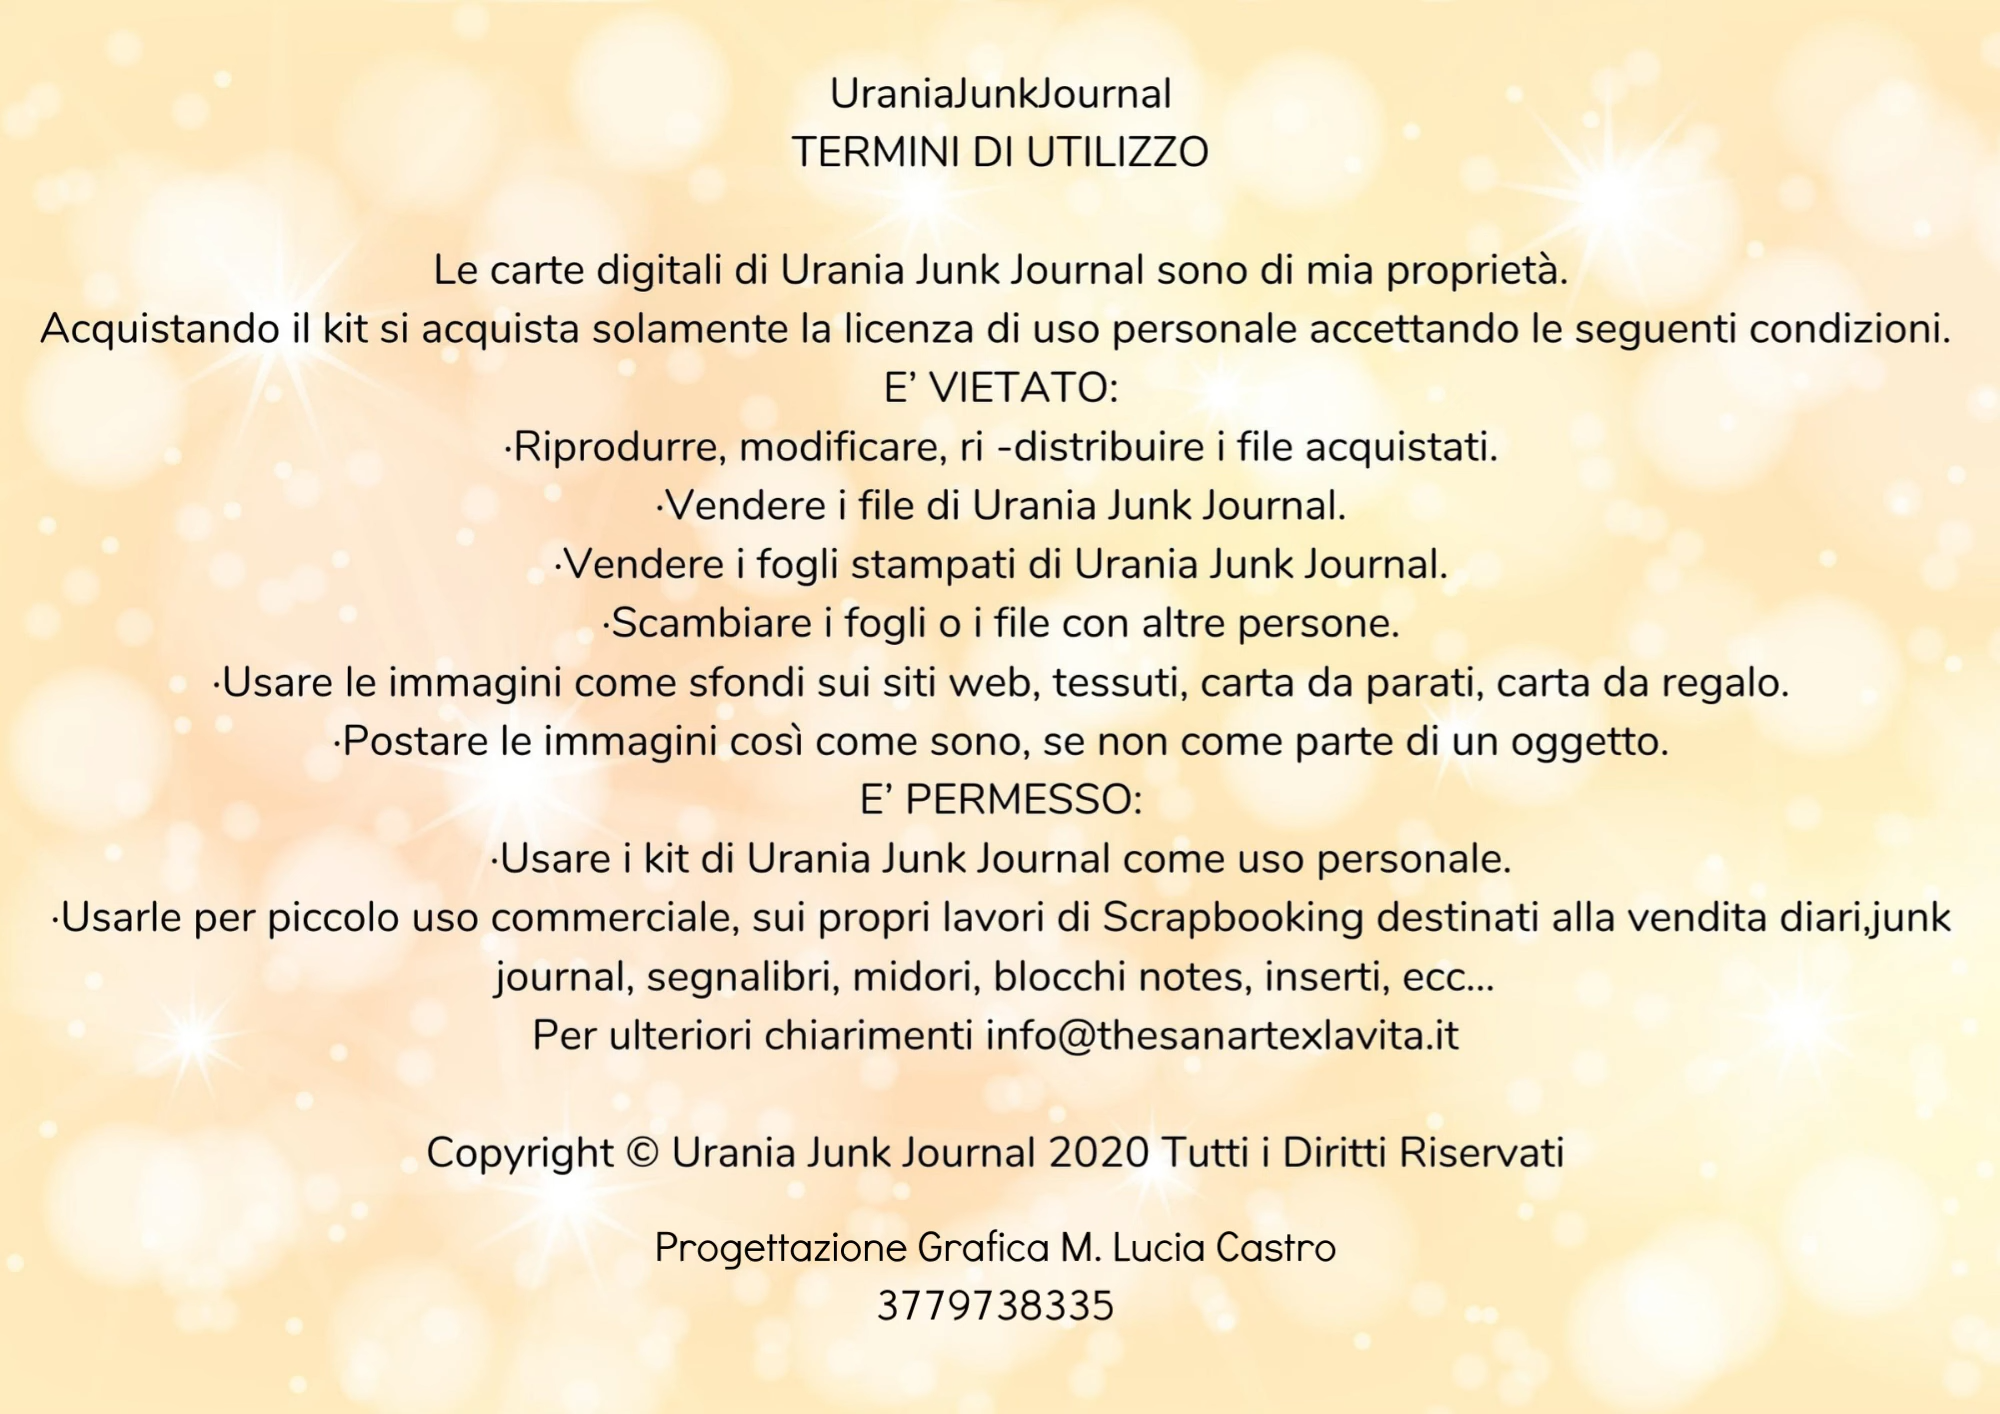 UraniaJunkJournal
TERMINI DI UTILIZZO
Le carte digitali di Urania Junk Journal sono di mia proprietà.
Acquistando il kit si acquista solamente la licenza di uso personale accettando le seguenti condizioni.
E’ VIETATO:
·Riprodurre, modificare, ri -distribuire i file acquistati.
·Vendere i file di Urania Junk Journal.
·Vendere i fogli stampati di Urania Junk Journal.
·Scambiare i fogli o i file con altre persone.
·Usare le immagini come sfondi sui siti web, tessuti, carta da parati, carta da regalo.
·Postare le immagini così come sono, se non come parte di un oggetto.
E’ PERMESSO:
·Usare i kit di Urania Junk Journal come uso personale.
·Usarle per piccolo uso commerciale, sui propri lavori di Scrapbooking destinati alla vendita diari,junk
journal, segnalibri, midori, blocchi notes, inserti, ecc...
Per ulteriori chiarimenti info@thesanartexlavita.it
Copyright © Urania Junk Journal 2020 Tutti i Diritti Riservati
Progettazione Grafica M. Lucia Castro
3779738335